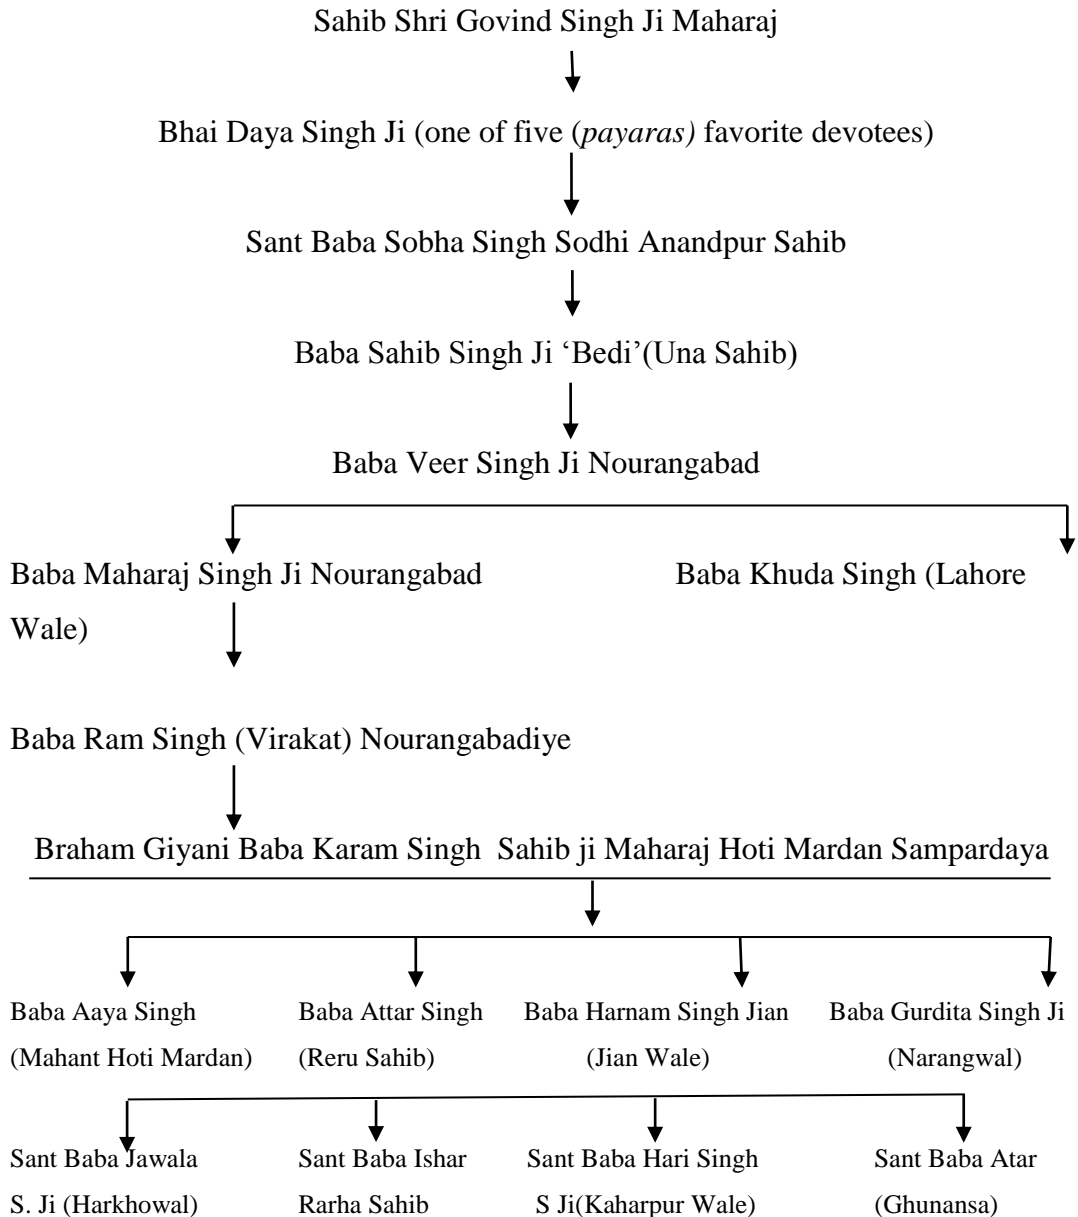 Sahib Shri Govind Singh Ji Maharaj
Bhai Daya Singh Ji (one of five (payaras) favorite devotees)
Sant Baba Sobha Singh Sodhi Anandpur Sahib
Baba Sahib Singh Ji ‘Bedi’(Una Sahib)
Baba Veer Singh Ji Nourangabad
Baba Maharaj Singh Ji Nourangabad Baba Khuda Singh (Lahore
Wale)
Baba Ram Singh (Virakat) Nourangabadiye
Braham Giyani Baba Karam Singh Sahib ji Maharaj Hoti Mardan Sampardaya
Baba Aaya Singh Baba Attar Singh Baba Harnam Singh Jian Baba Gurdita Singh Ji
(Mahant Hoti Mardan) (Reru Sahib) (Jian Wale) (Narangwal)
Sant Baba Jawala Sant Baba Ishar Sant Baba Hari Singh Sant Baba Atar
S. Ji (Harkhowal) Rarha Sahib S Ji(Kaharpur Wale) (Ghunansa)